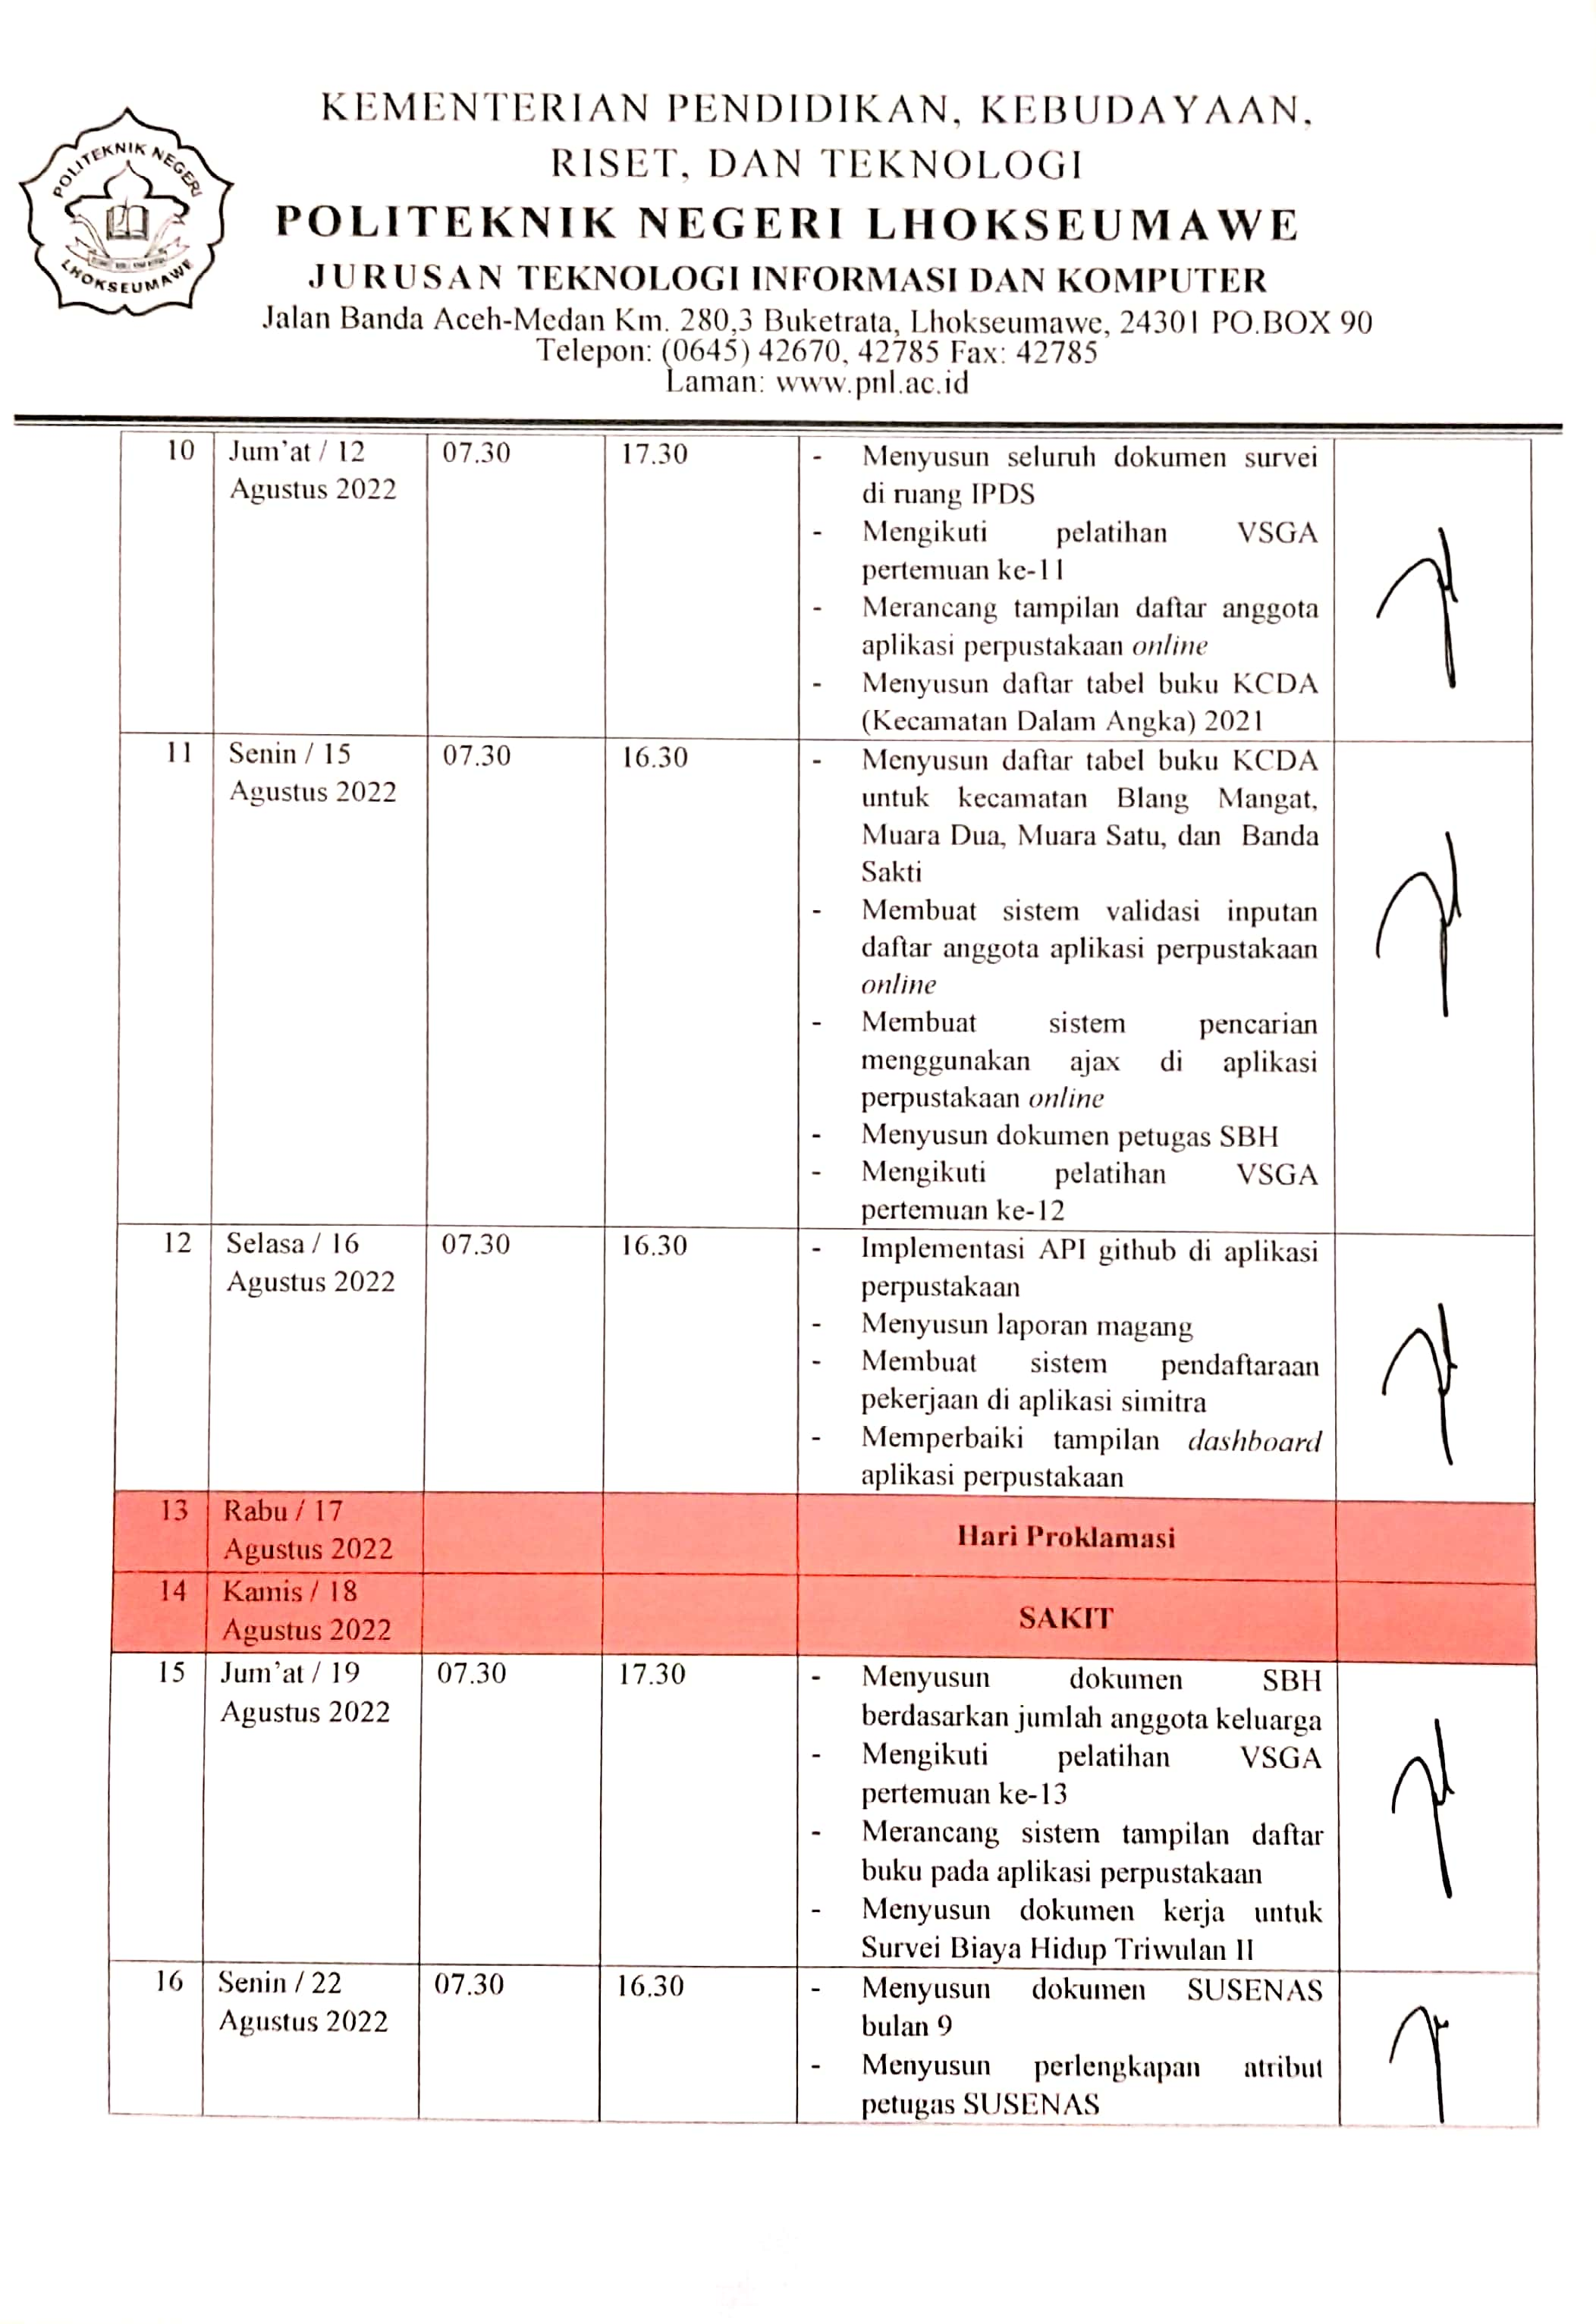 KEMENTERIAN PENDIDIKAN, KEBUDAYAAN,
RISET, DAN TEKNOLOGI
POLITEKNIK NEGERI LHOKSEUMAWE
JURUSAN TEKNOLOGI INFORMASI DAN KOMPUTER
Jalan Banda Aceh-Medan Km. 280,3 Buketrata, Lhokseumawe, 24301 PO.BOX 90
Telepon: (0645) 42670, 42785 Fax: 42785
Laman: www.pnl.ac.id
POLITEKNIK NEGERI
LHOKSEUMAWE
10 Jum'at / 12 07.30 17.30 - Menyusun seluruh dokumen survei
Agustus 2022 di ruang IPDS
- Mengikuti pelatihan VSGA
pertemuan ke-11
- Merancang tampilan daftar anggota
aplikasi perpustakaan online
- Menyusun daftar tabel buku KCDA
(Kecamatan Dalam Angka) 2021
11 Senin / 15 07.30 16.30 - Menyusun daftar tabel buku KCDA
Agustus 2022 untuk kecamatan Blang Mangat,
Muara Dua, Muara Satu, dan Banda
Sakti
- Membuat sistem validasi inputan
daftar anggota aplikasi perpustakaan
online
- Membuat sistem pencarian
menggunakan ajax di aplikasi
perpustakaan online
- Menyusun dokumen petugas SBH
- Mengikuti pelatihan VSGA
pertemuan ke-12
12 Selasa / 16 07.30 16.30 - Implementasi API github di aplikasi
Agustus 2022 perpustakaan
- Menyusun laporan magang
- Membuat sistem pendaftaraan
pekerjaan di aplikasi simitra
- Memperbaiki tampilan dashboard
aplikasi perpustakaan
13 Rabu / 17 Hari Proklamasi
Agustus 2022
14 Kamis / 18 SAKIT
Agustus 2022
15 Jum'at / 19 07.30 17.30 - Menyusun dokumen SBH
Agustus 2022 berdasarkan jumlah anggota keluarga
- Mengikuti pelatihan VSGA
pertemuan ke-13
- Merancang sistem tampilan daftar
buku pada aplikasi perpustakaan
- Menyusun dokumen kerja untuk
Survei Biaya Hidup Triwulan II
16 Senin / 22 07.30 16.30 - Menyusun dokumen SUSENAS
Agustus 2022 bulan 9
- Menyusun perlengkapan atribut
petugas SUSENAS